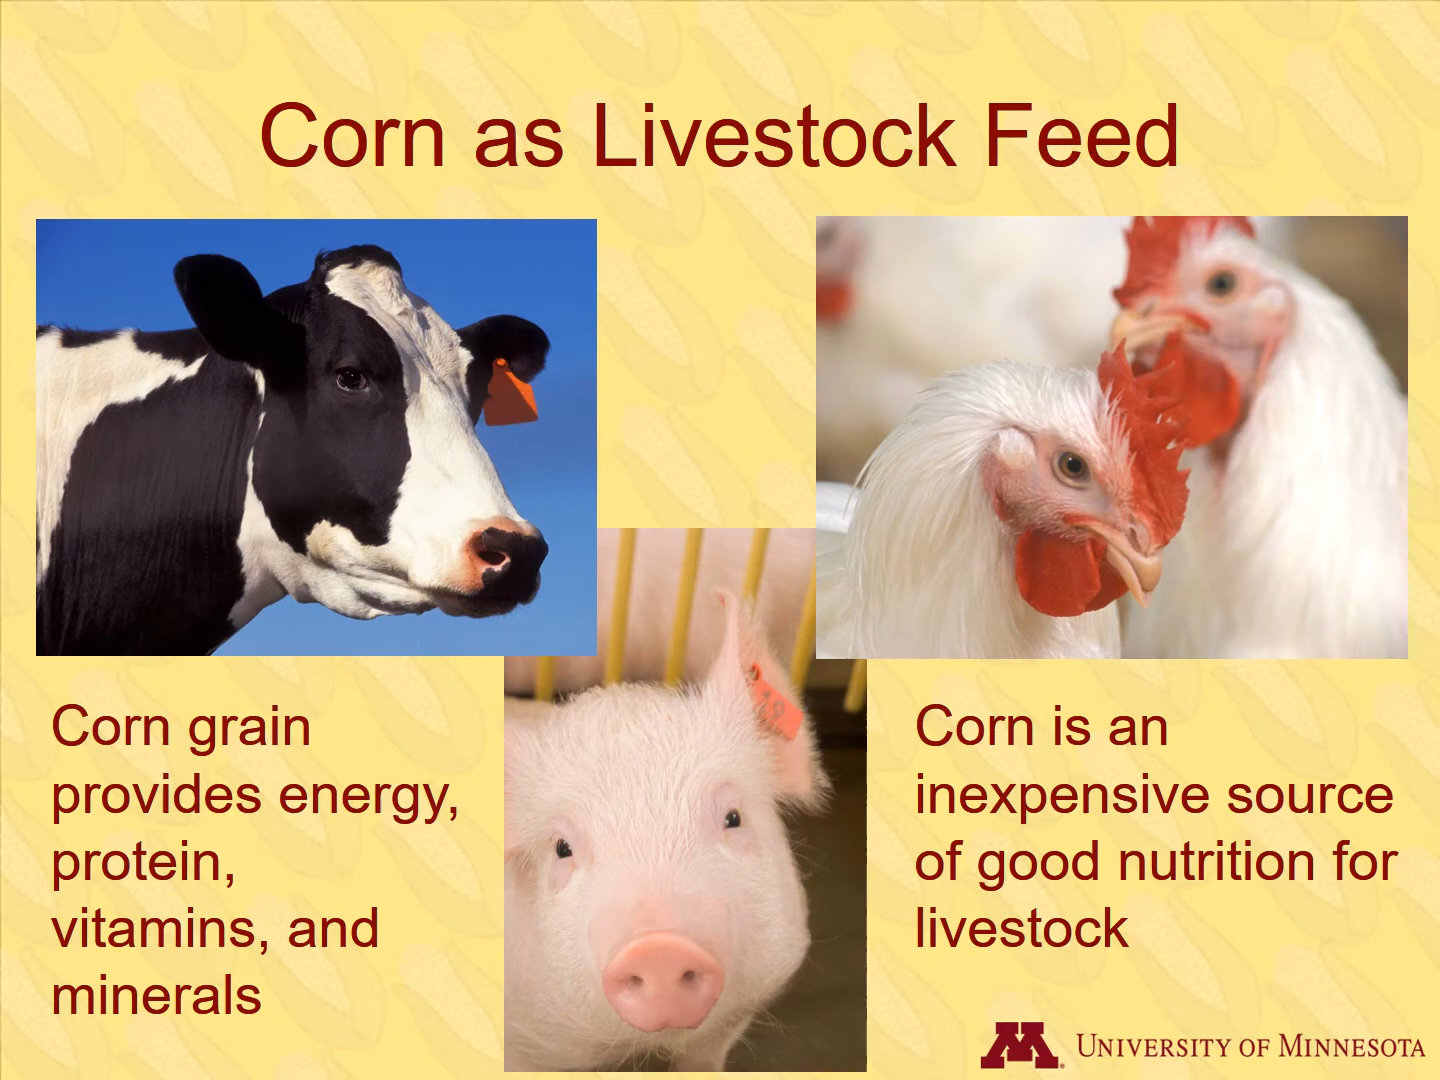 Corn as Livestock Feed
Corn grain
provides energy,
protein,
vitamins, and
minerals
Corn is an
inexpensive source
of good nutrition for
livestock
M
UNIVERSITY OF MINNESOTA